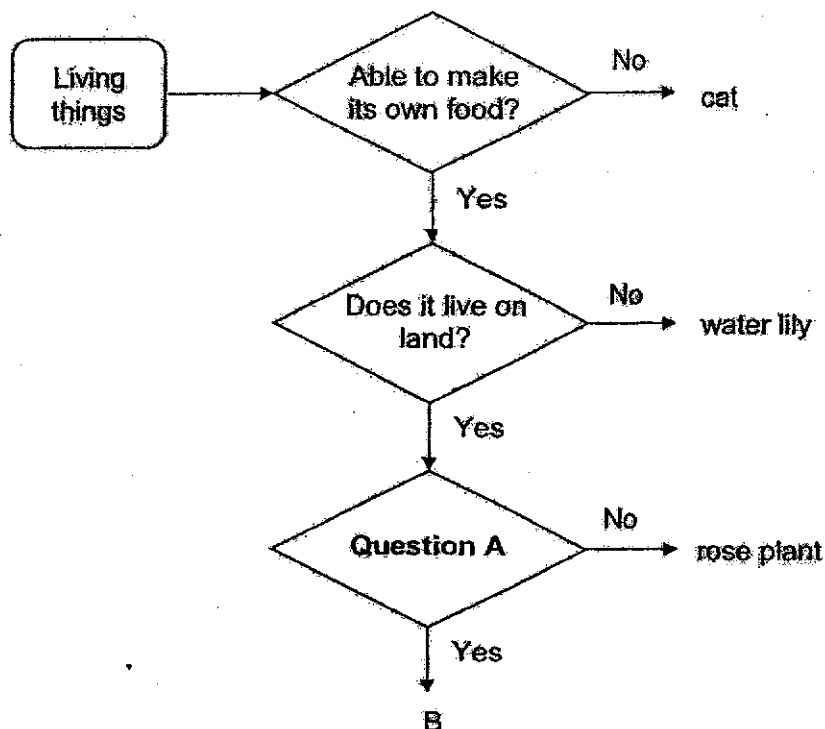 Living
things
Able to make
its own food?
No
cat
Yes
Does it live on
land?
No
water lily
Yes
Question A
No
rose plant
Yes
B